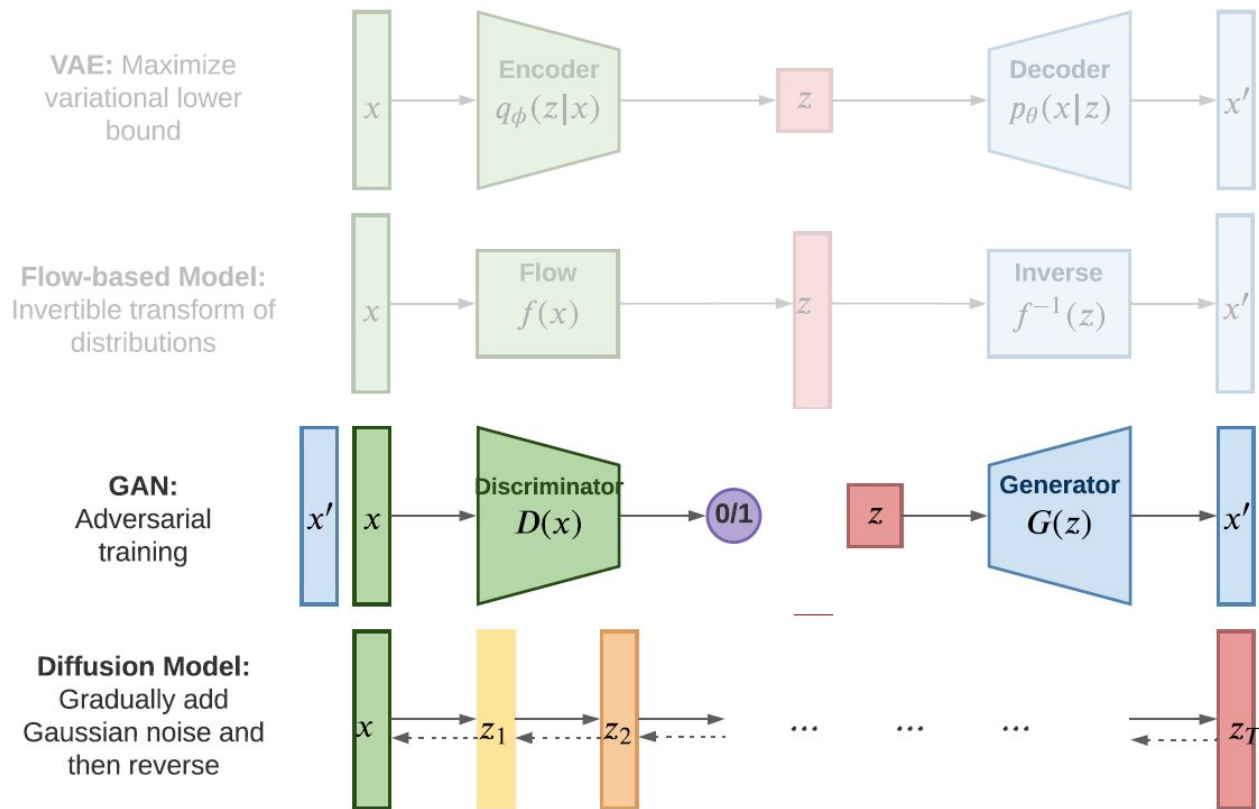 VAE: Maximize
variational lower
bound
x
Encoder
qϕ(z|x)
z
Decoder
pθ(x|z)
x′
Flow-based Model:
Invertible transform of
distributions
x
Flow
f(x)
z
Inverse
f⁻¹(z)
x′
GAN:
Adversarial
training
x′
x
Discriminator
D(x)
0/1
z
Generator
G(z)
x′
Diffusion Model:
Gradually add
Gaussian noise and
then reverse
x
z₁
z₂
...
...
...
z_T